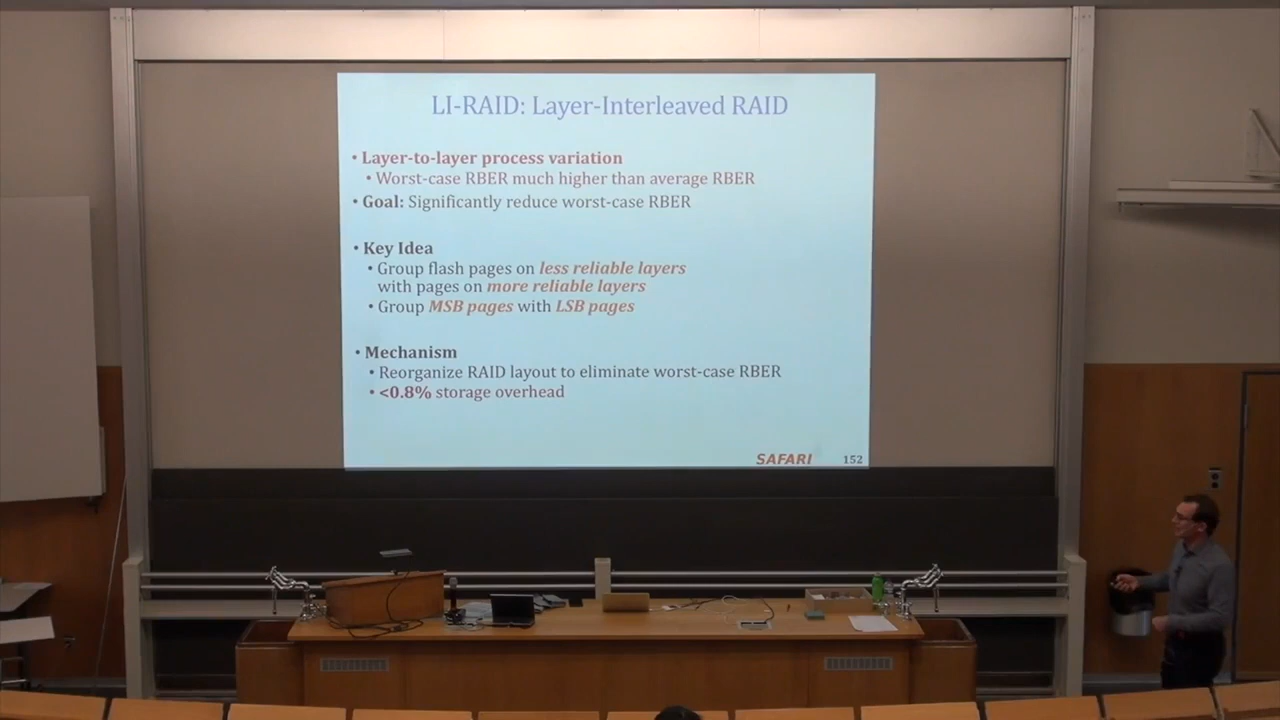 LI-RAID: Layer-Interleaved RAID
• Layer-to-layer process variation
• Worst-case RBER much higher than average RBER
• Goal: Significantly reduce worst-case RBER
• Key Idea
• Group flash pages on less reliable layers
with pages on more reliable layers
• Group MSB pages with LSB pages
• Mechanism
• Reorganize RAID layout to eliminate worst-case RBER
• <0.8% storage overhead
SAFARI 152